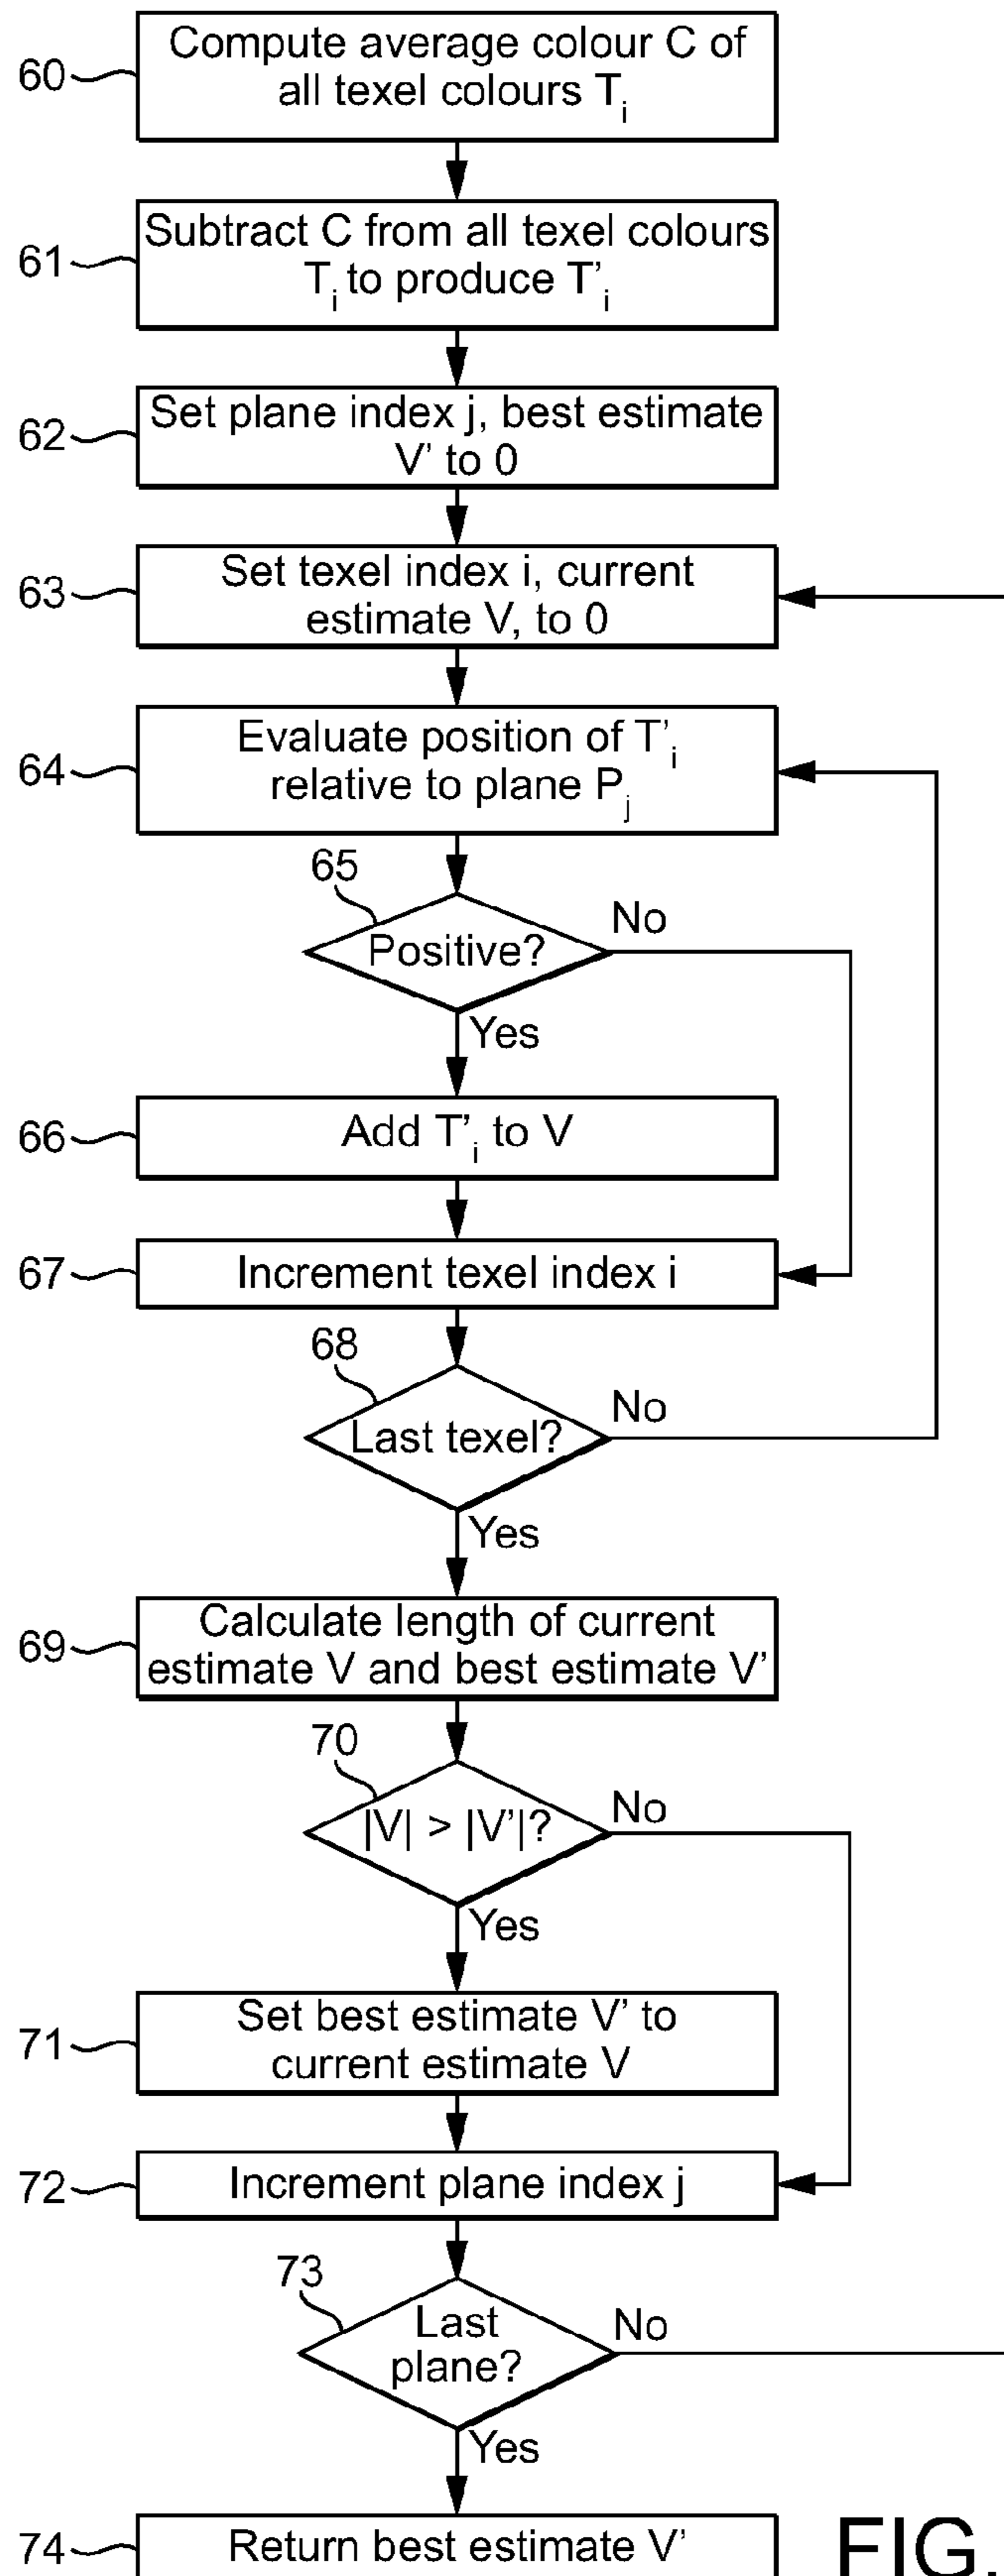 60
Compute average colour C of
all texel colours Tᵢ
61
Subtract C from all texel colours
Tᵢ to produce T’ᵢ
62
Set plane index j, best estimate
V’ to 0
63
Set texel index i, current
estimate V, to 0
64
Evaluate position of T’ᵢ
relative to plane Pⱼ
65
Positive?
No
Yes
66
Add T’ᵢ to V
67
Increment texel index i
68
Last texel?
No
Yes
69
Calculate length of current
estimate V and best estimate V’
70
|V| > |V’|?
No
Yes
71
Set best estimate V’ to
current estimate V
72
Increment plane index j
73
Last
plane?
No
Yes
74
Return best estimate V’
FIG.